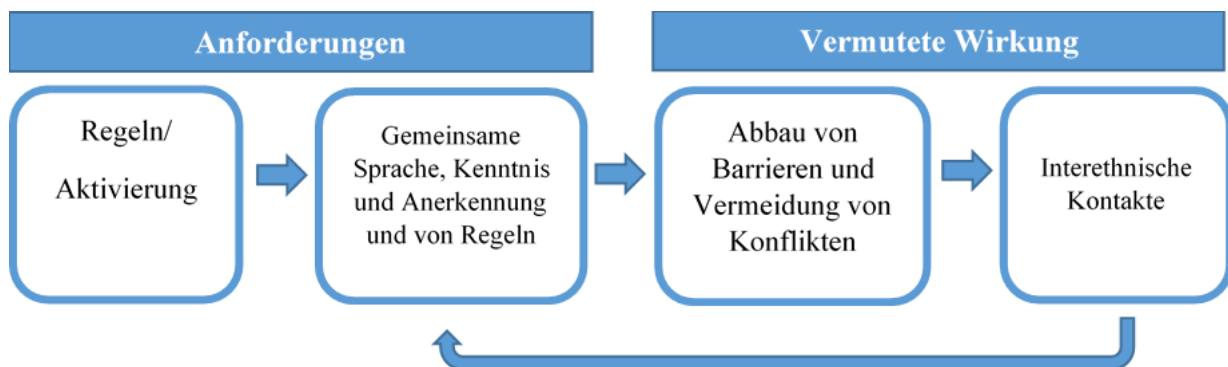 Anforderungen
Vermutete Wirkung
Regeln/
Aktivierung
Gemeinsame
Sprache, Kenntnis
und Anerkennung
und von Regeln
Abbau von
Barrieren und
Vermeidung von
Konflikten
Interethnische
Kontakte